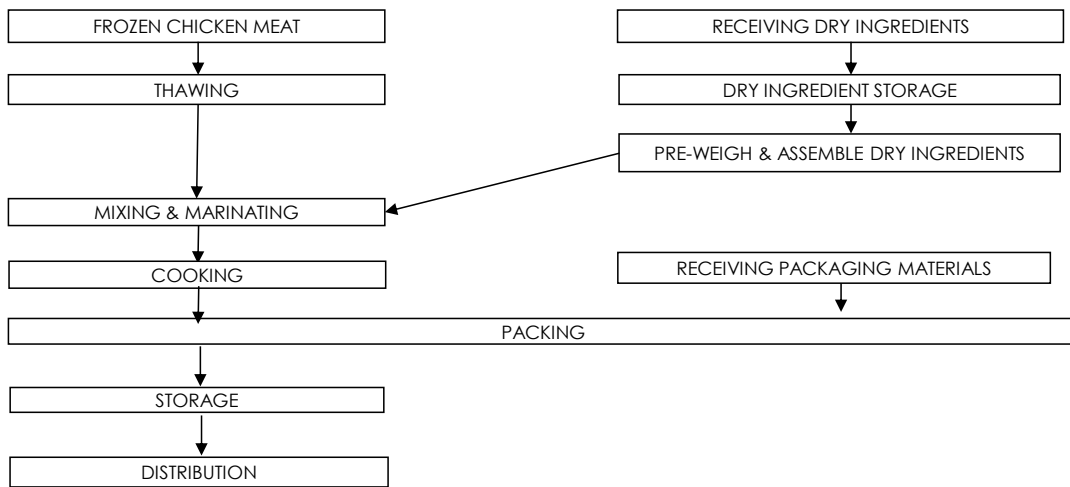 FROZEN CHICKEN MEAT
RECEIVING DRY INGREDIENTS
THAWING
DRY INGREDIENT STORAGE
PRE-WEIGH & ASSEMBLE DRY INGREDIENTS
MIXING & MARINATING
COOKING
RECEIVING PACKAGING MATERIALS
PACKING
STORAGE
DISTRIBUTION